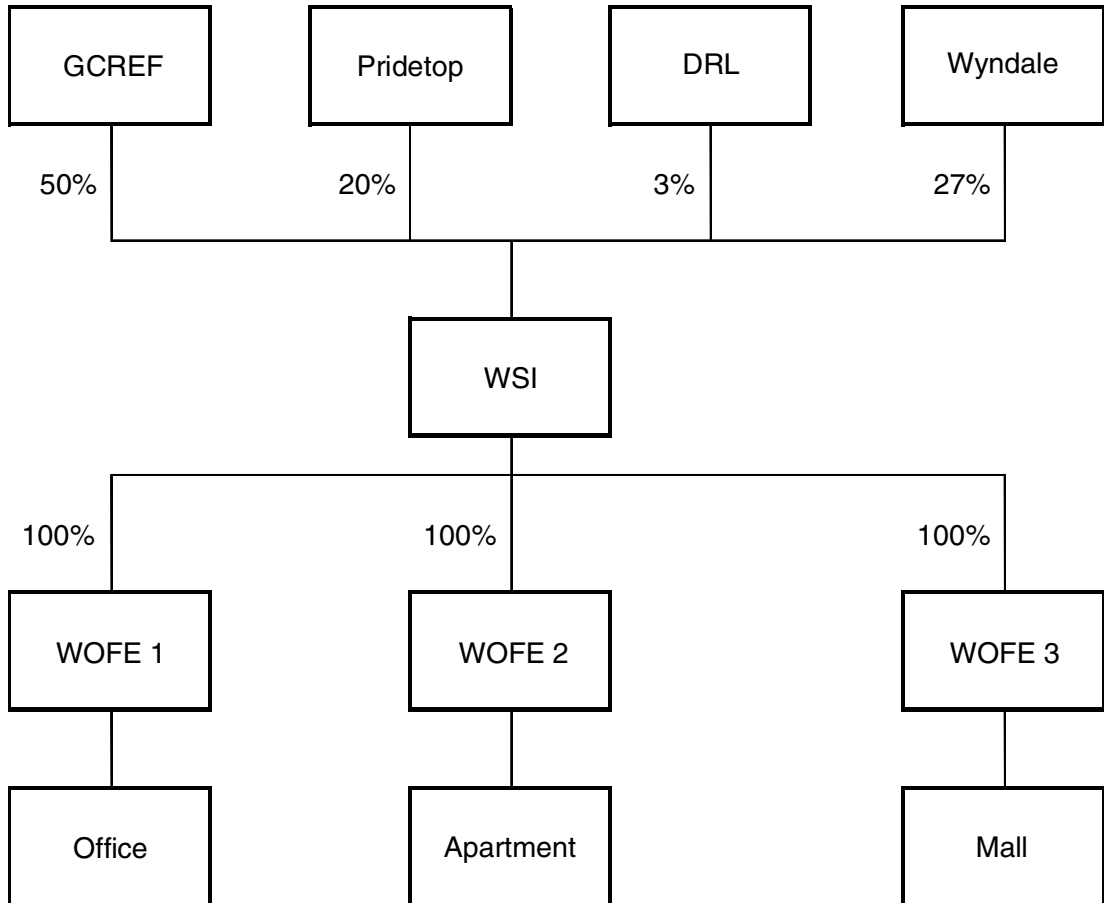 GCREF
Pridetop
DRL
Wyndale
50%
20%
3%
27%
WSI
100%
100%
100%
WOFE 1
WOFE 2
WOFE 3
Office
Apartment
Mall